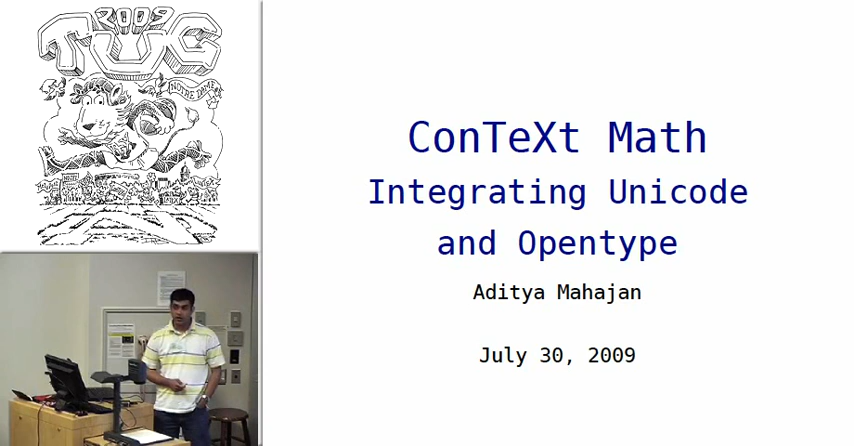 2009
TUG
NOTRE DAME
ConTeXt Math
Integrating Unicode
and Opentype
Aditya Mahajan
July 30, 2009